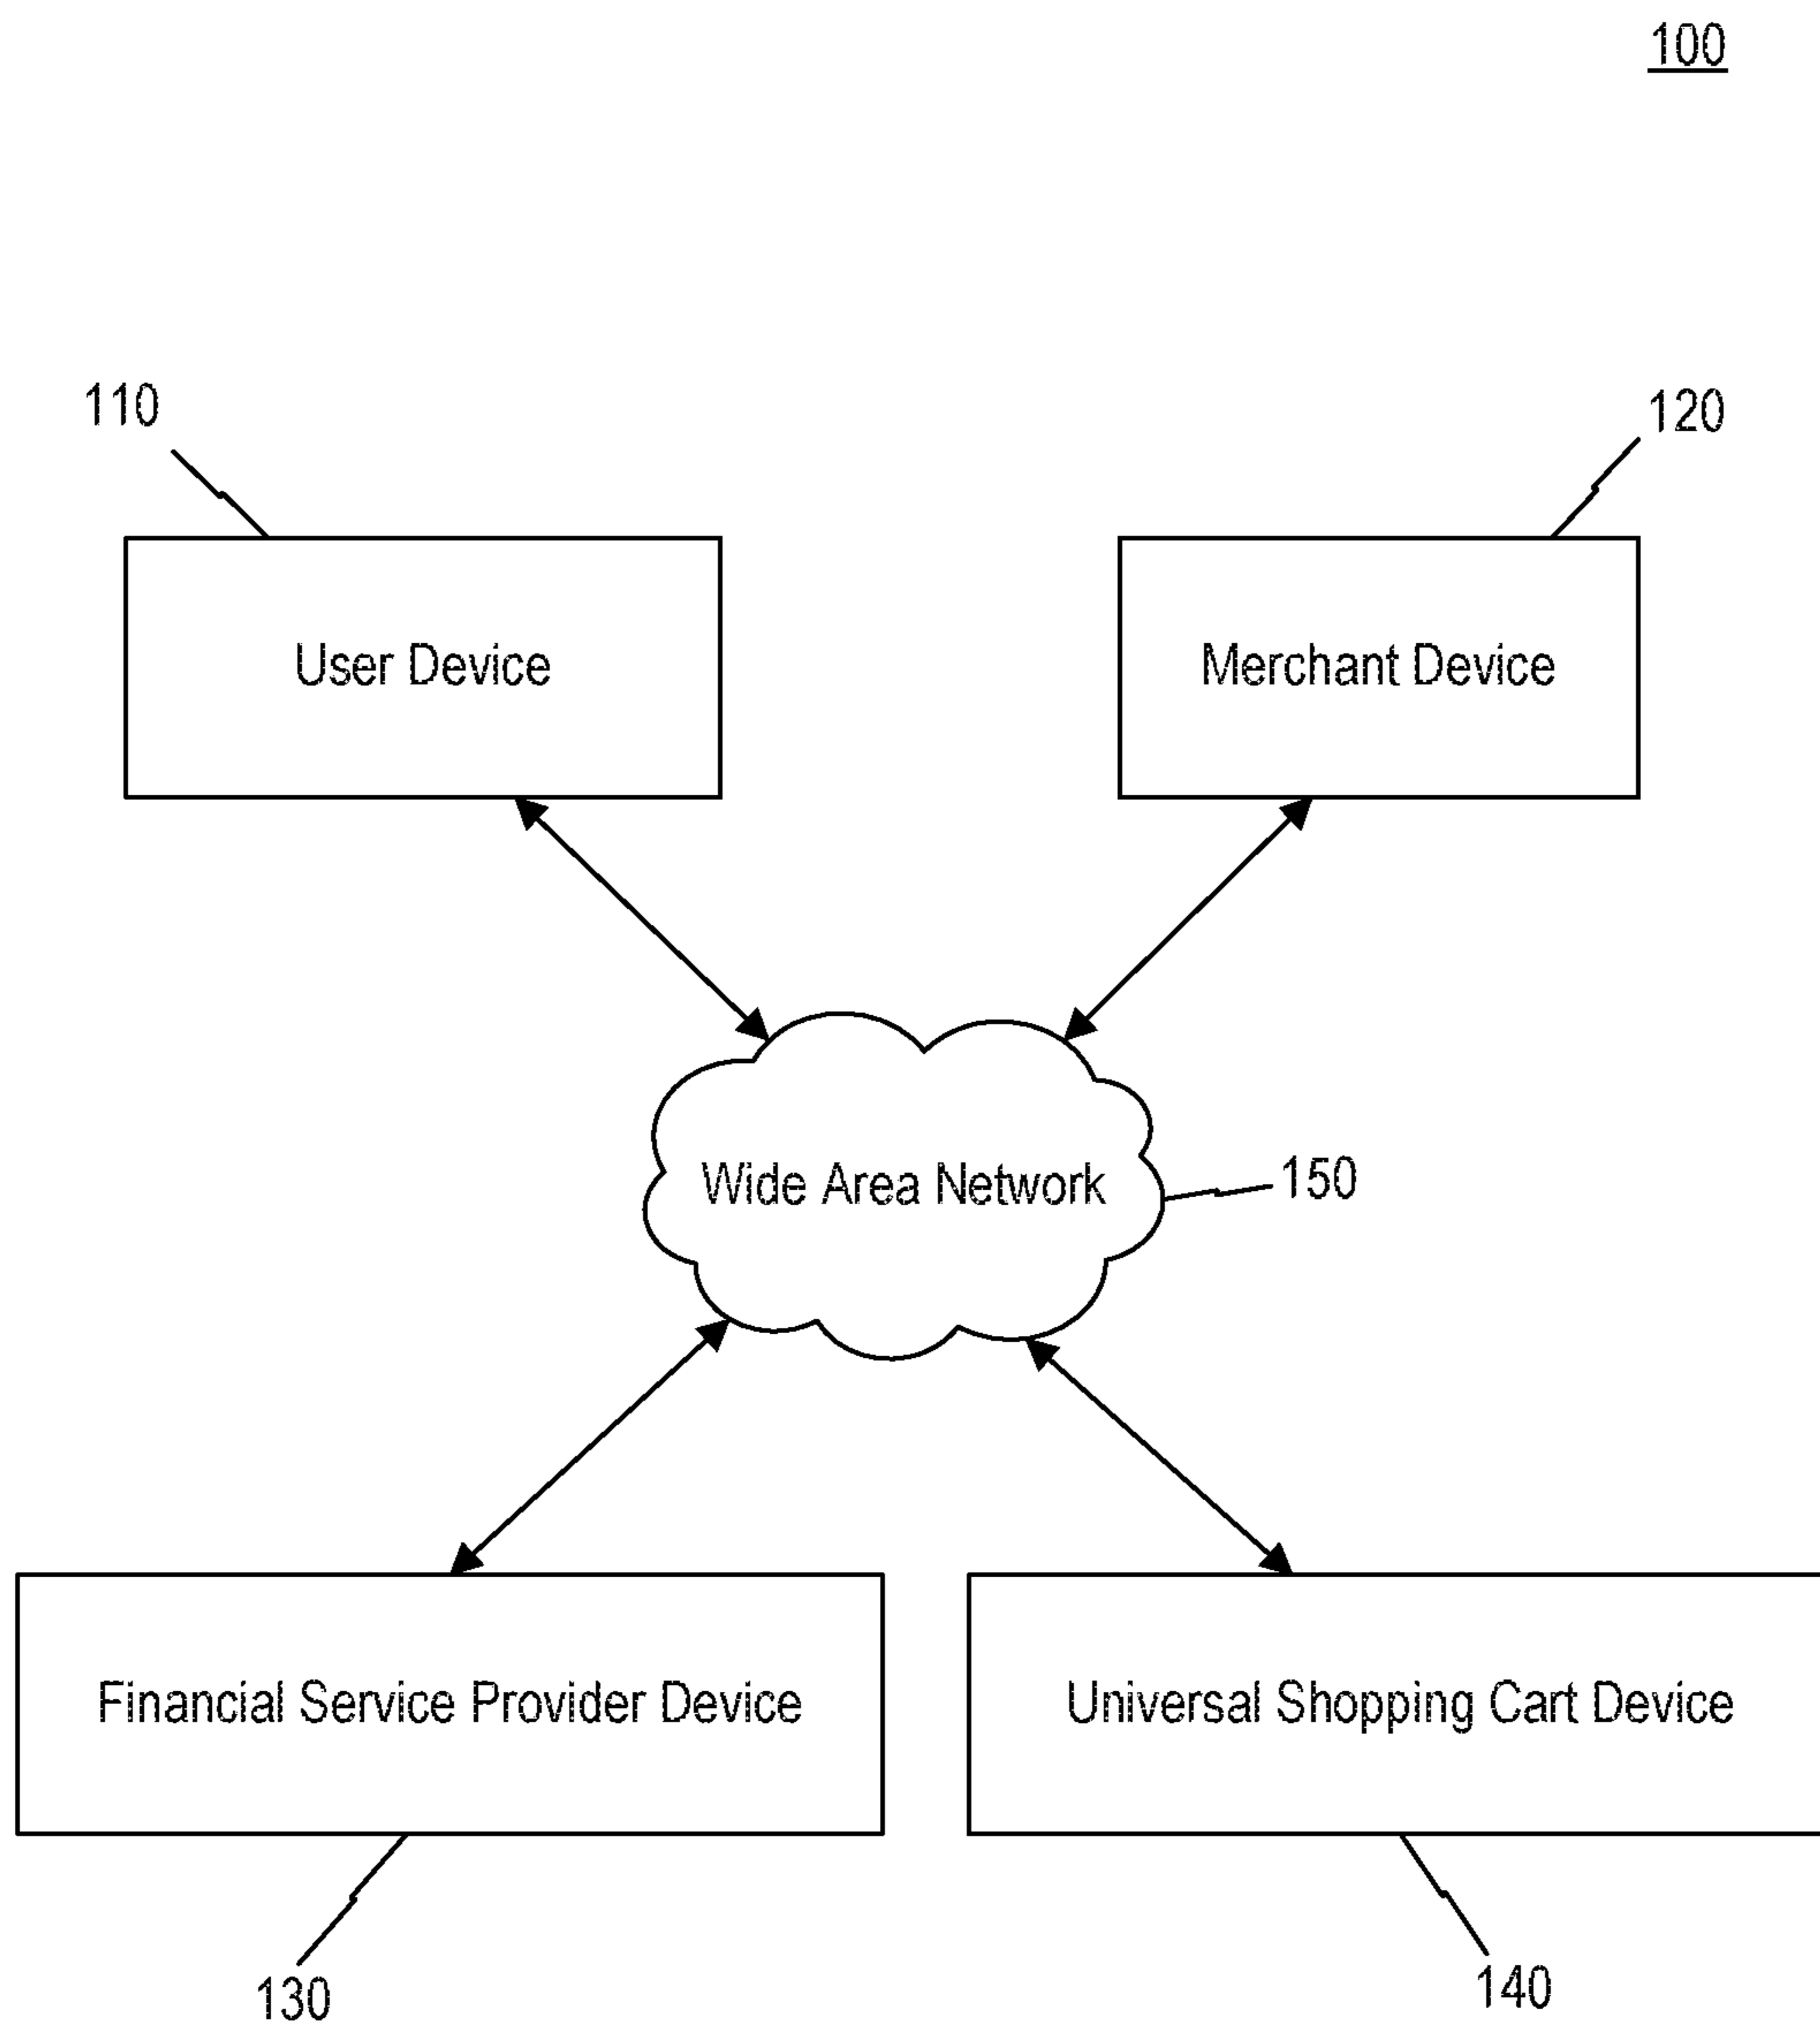 100
110
120
User Device
Merchant Device
Wide Area Network
150
Financial Service Provider Device
Universal Shopping Cart Device
130
140